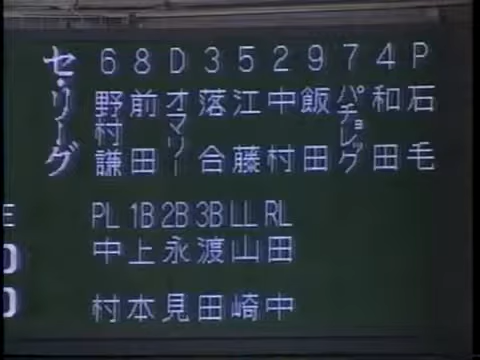 セ・リーグ
6 8 D 3 5 2 9 7 4 P
野村謙
前田
オマリー
落合
江藤
中村
飯田
パチョレック
和田
石毛
E
PL 1B 2B 3B LL RL
中村
上本
永見
渡田
山崎
田中
0
0